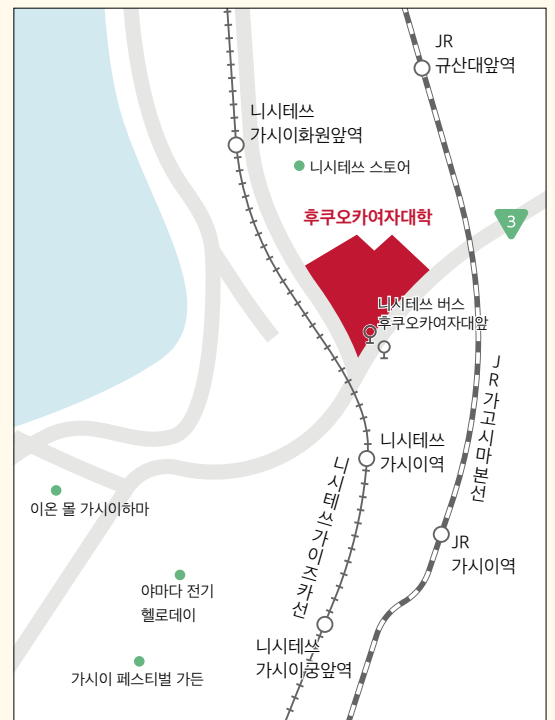 JR
규산대앞역
니시테쓰
가시이화원앞역
니시테쓰 스토어
후쿠오카여자대학
3
니시테쓰 버스
후쿠오카여자대앞
JR가고시마본선
니시테쓰
가시이역
니시테쓰가이즈카선
이온 몰 가시이하마
JR
가시이역
야마다 전기
헬로데이
니시테쓰
가시이궁앞역
가시이 페스티벌 가든